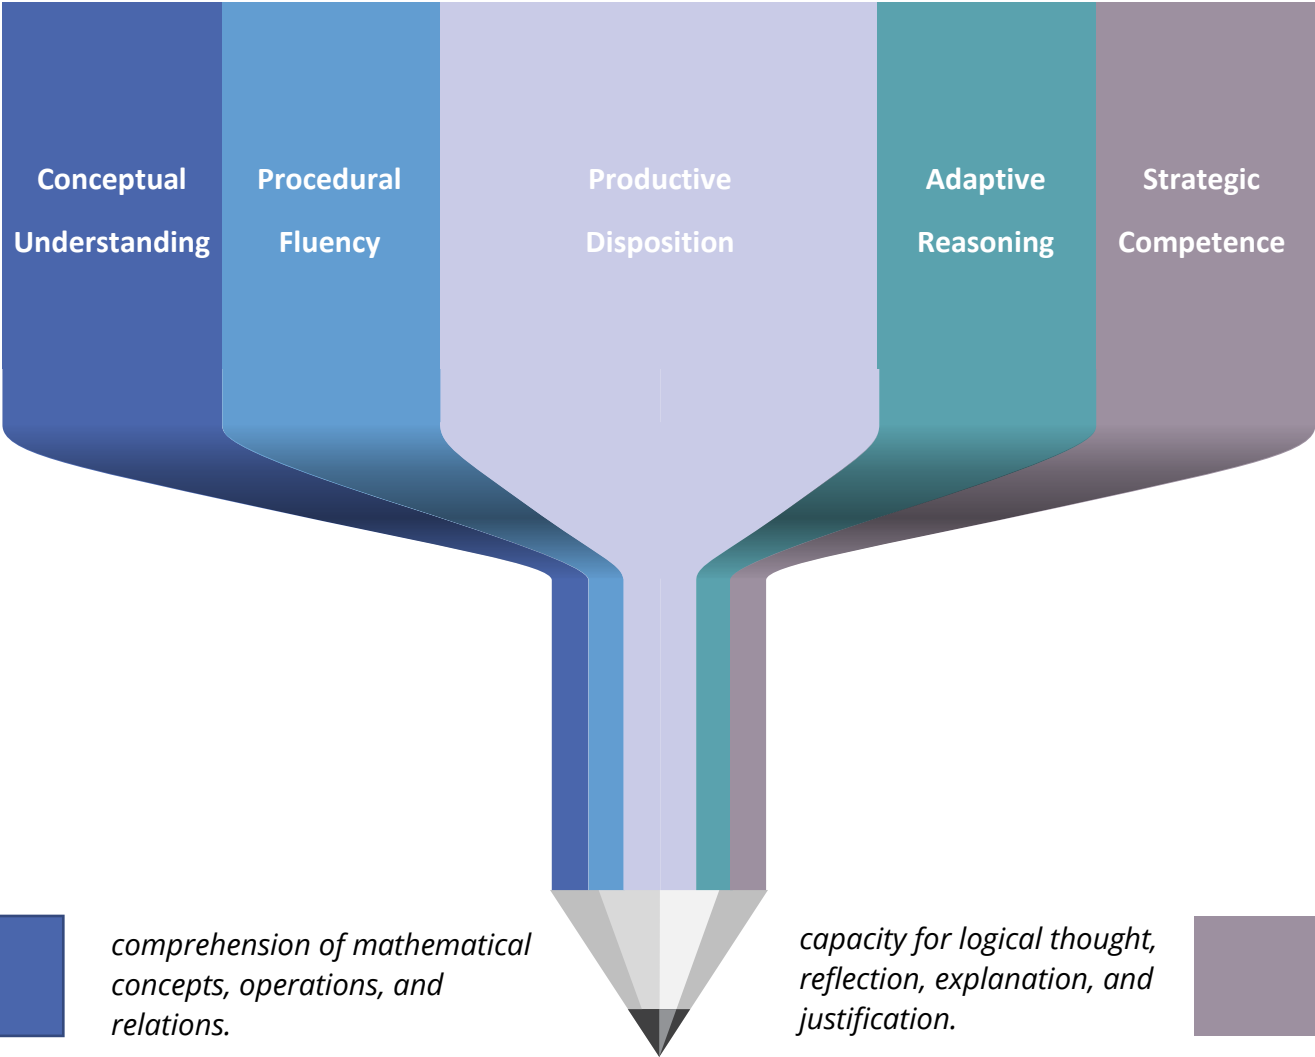 Conceptual
Understanding
Procedural
Fluency
Productive
Disposition
Adaptive
Reasoning
Strategic
Competence
comprehension of mathematical
concepts, operations, and
relations.
capacity for logical thought,
reflection, explanation, and
justification.